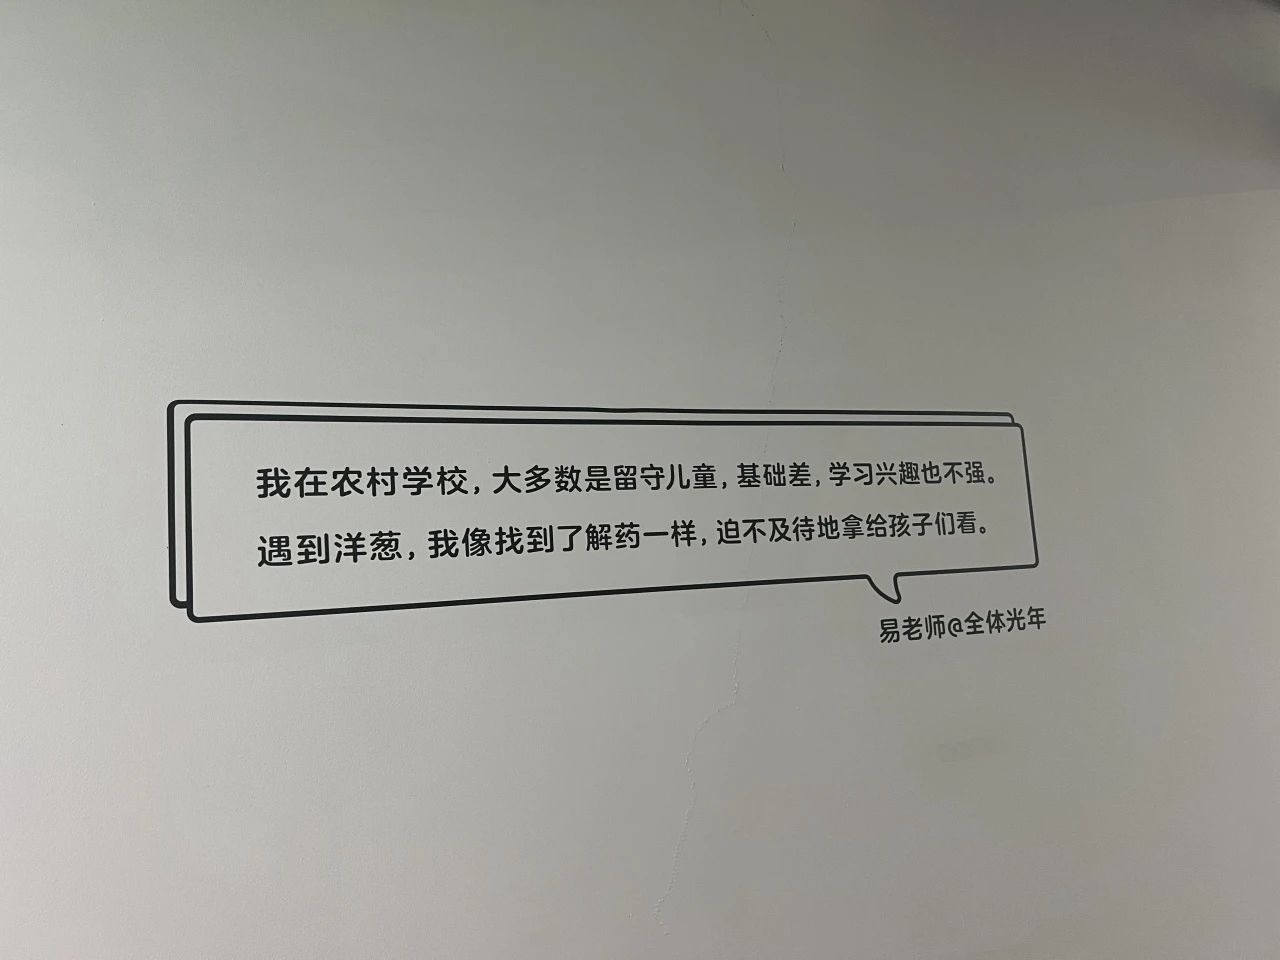 我在农村学校，大多数是留守儿童，基础差，学习兴趣也不强。
遇到洋葱，我像找到了解药一样，迫不及待地拿给孩子们看。
易老师@全体光年